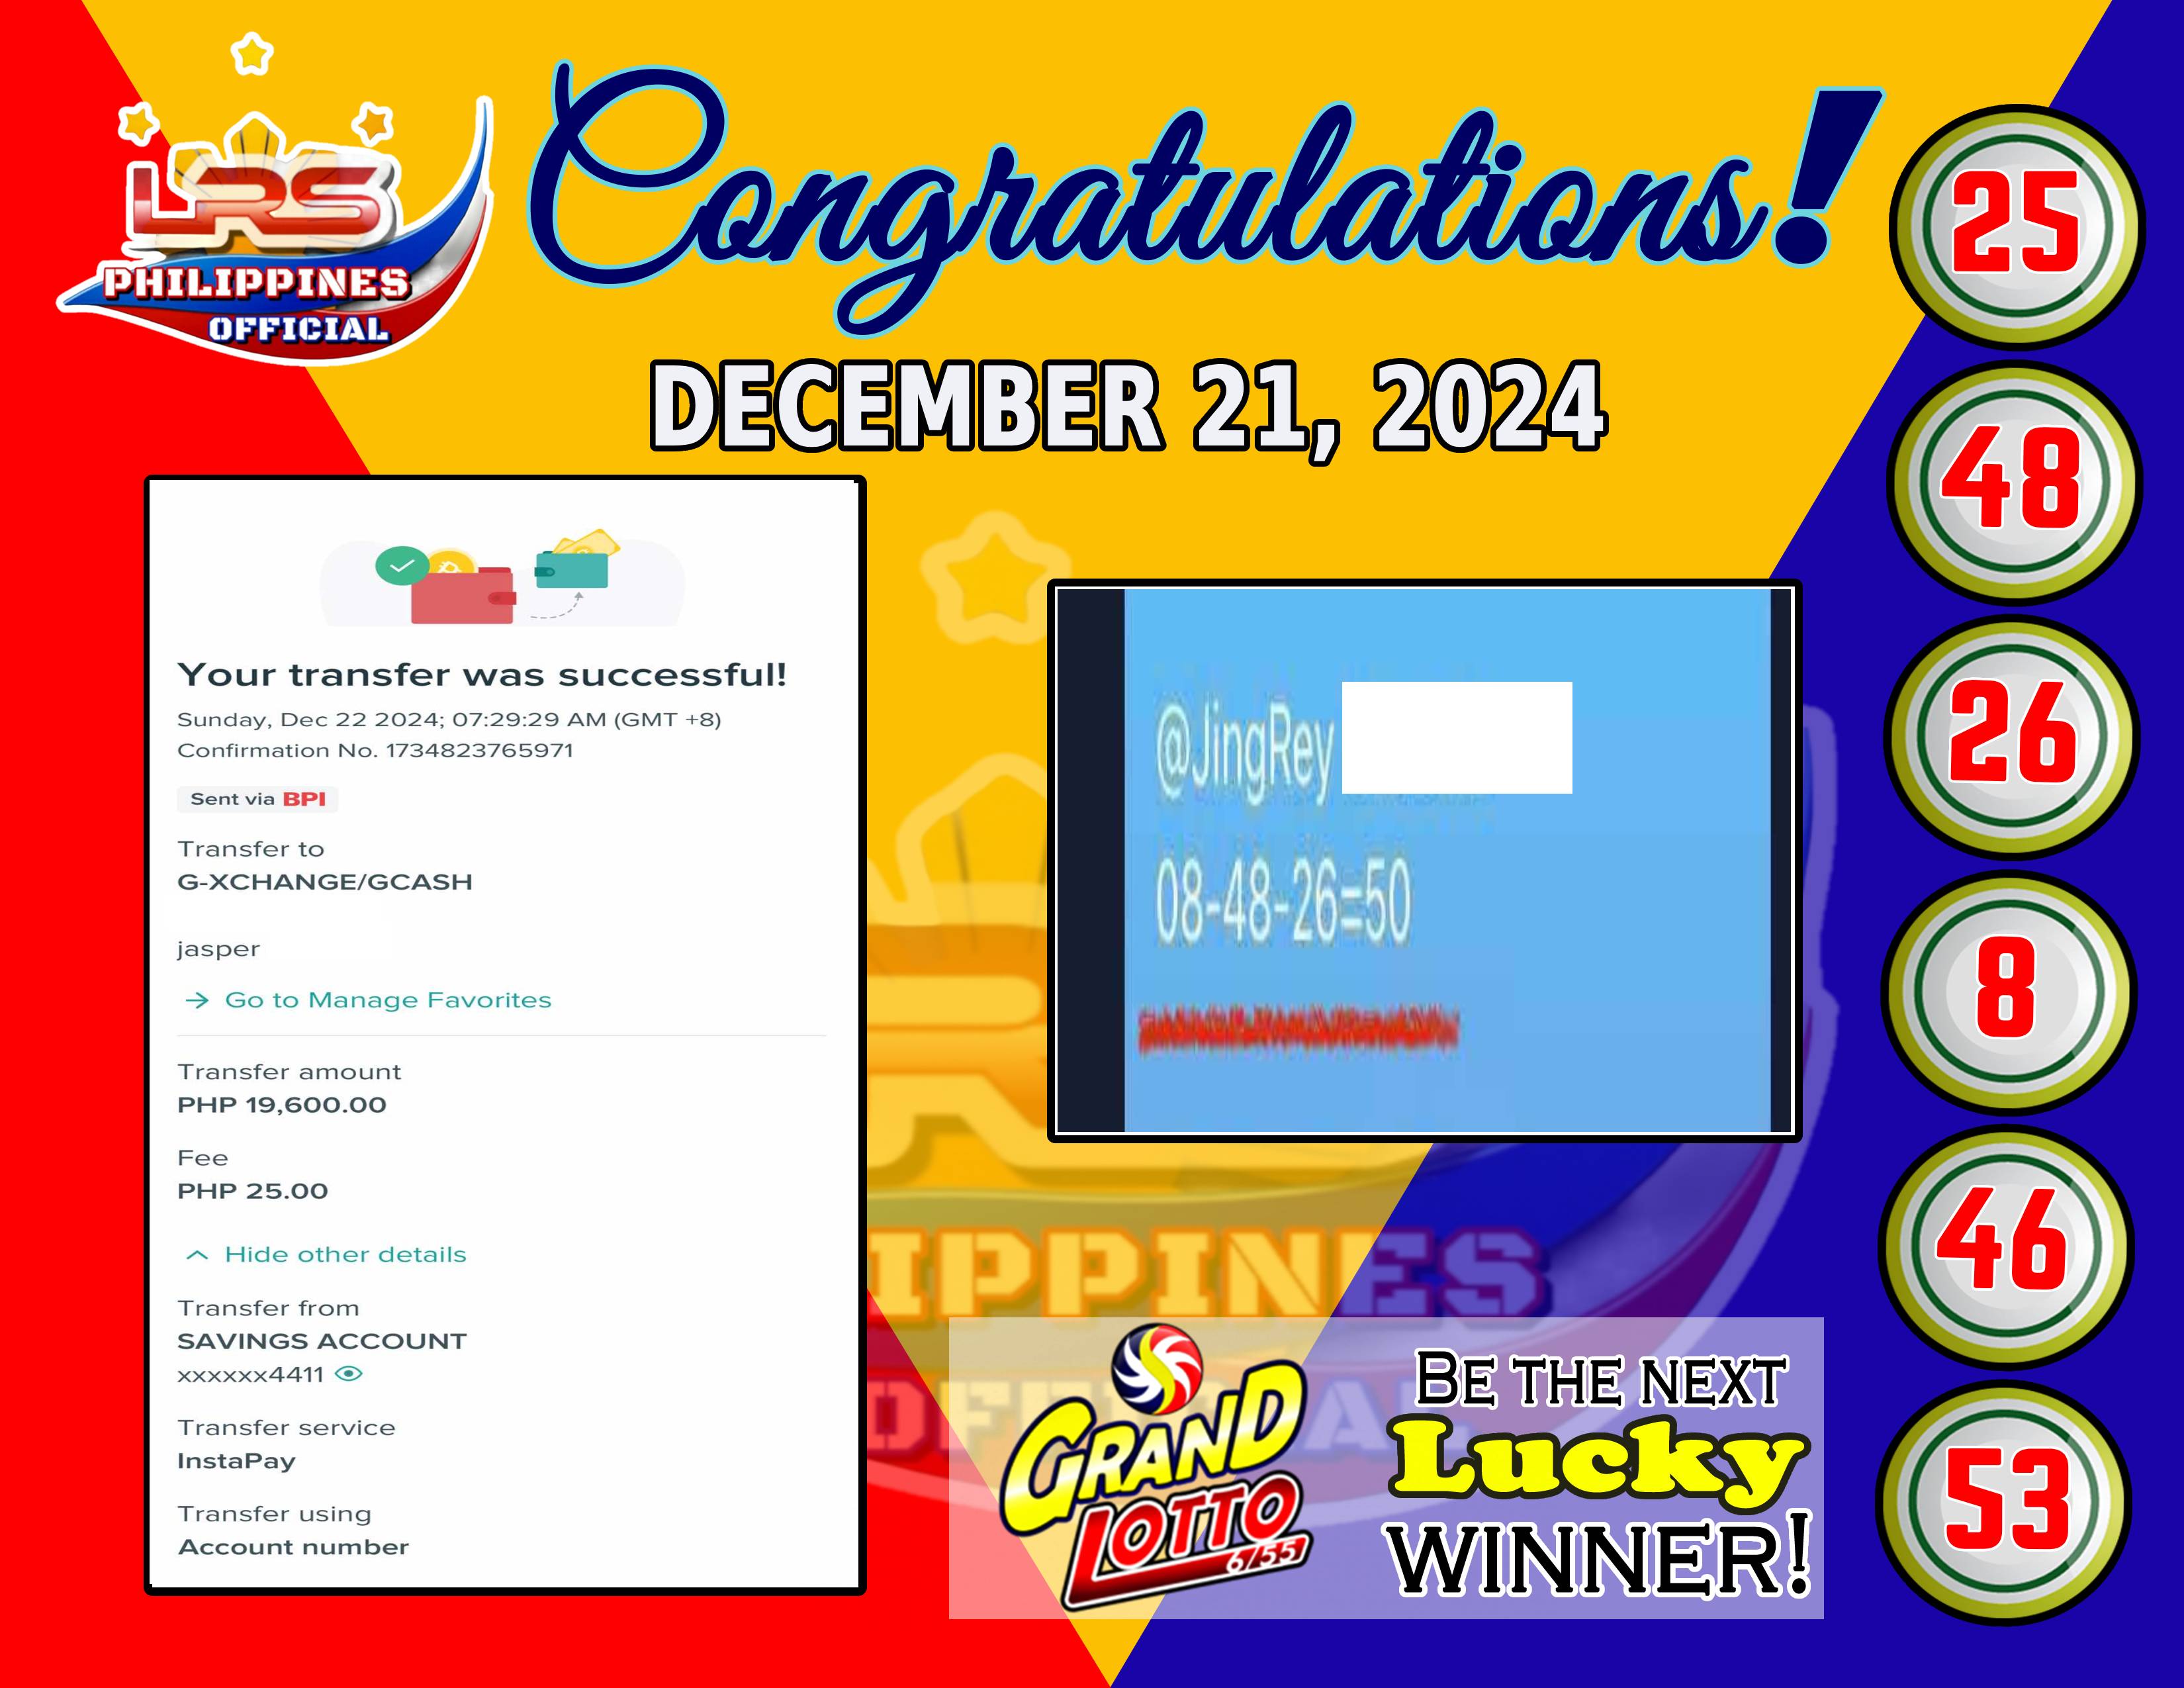 LRS
PHILIPPINES
OFFICIAL
Congratulations!
DECEMBER 21, 2024
Your transfer was successful!
Sunday, Dec 22 2024; 07:29:29 AM (GMT +8)
Confirmation No. 1734823765971
Sent via BPI
Transfer to
G-XCHANGE/GCASH
jasper
→ Go to Manage Favorites
Transfer amount
PHP 19,600.00
Fee
PHP 25.00
Hide other details
Transfer from
SAVINGS ACCOUNT
xxxxxx4411
Transfer service
InstaPay
Transfer using
Account number
@JingRey
08-48-26=50
GRAND
LOTTO
6/55
BE THE NEXT
Lucky
WINNER!
25
48
26
8
46
53